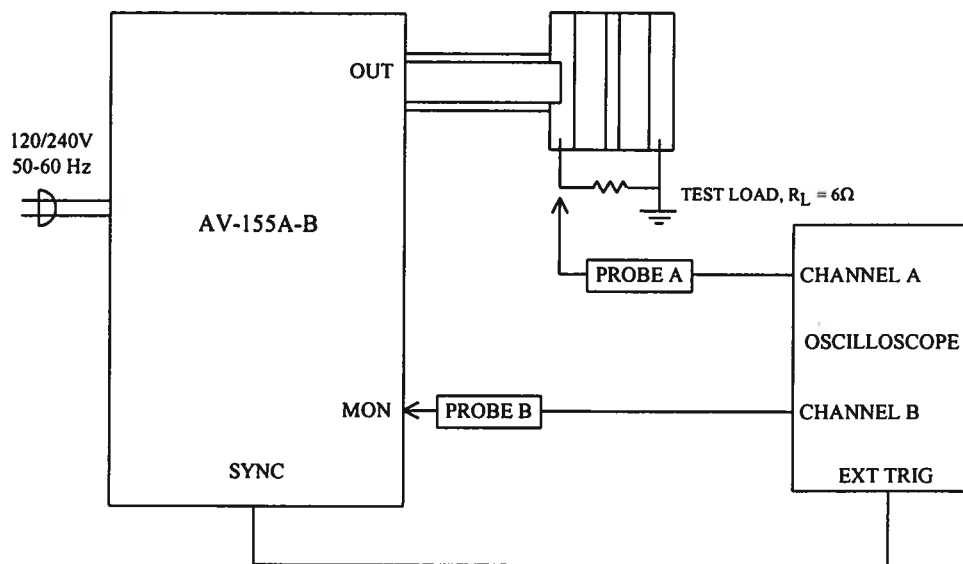 OUT
120/240V
50-60 Hz
AV-155A-B
TEST LOAD, RL = 6Ω
PROBE A
CHANNEL A
OSCILLOSCOPE
MON
PROBE B
CHANNEL B
SYNC
EXT TRIG